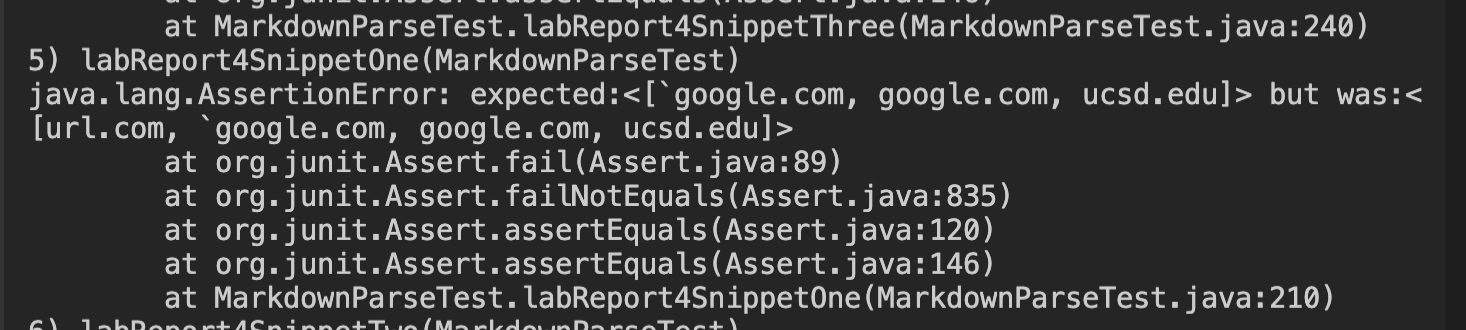 at org.junit.Assert.assertEquals(Assert.java:146)
at MarkdownParseTest.labReport4SnippetThree(MarkdownParseTest.java:240)
5) labReport4SnippetOne(MarkdownParseTest)
java.lang.AssertionError: expected:<[`google.com, google.com, ucsd.edu]> but was:<
[url.com, `google.com, google.com, ucsd.edu]>
at org.junit.Assert.fail(Assert.java:89)
at org.junit.Assert.failNotEquals(Assert.java:835)
at org.junit.Assert.assertEquals(Assert.java:120)
at org.junit.Assert.assertEquals(Assert.java:146)
at MarkdownParseTest.labReport4SnippetOne(MarkdownParseTest.java:210)
6) labReport4SnippetTwo(MarkdownParseTest)